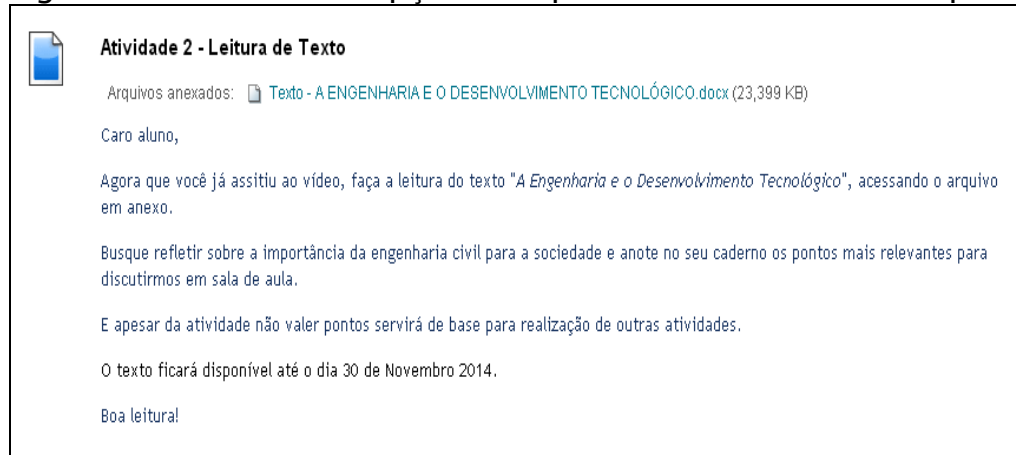 Atividade 2 - Leitura de Texto
Arquivos anexados: Texto - A ENGENHARIA E O DESENVOLVIMENTO TECNOLÓGICO.docx (23,399 KB)
Caro aluno,
Agora que você já assitiu ao vídeo, faça a leitura do texto "A Engenharia e o Desenvolvimento Tecnológico", acessando o arquivo
em anexo.
Busque refletir sobre a importância da engenharia civil para a sociedade e anote no seu caderno os pontos mais relevantes para
discutirmos em sala de aula.
E apesar da atividade não valer pontos servirá de base para realização de outras atividades.
O texto ficará disponível até o dia 30 de Novembro 2014.
Boa leitura!